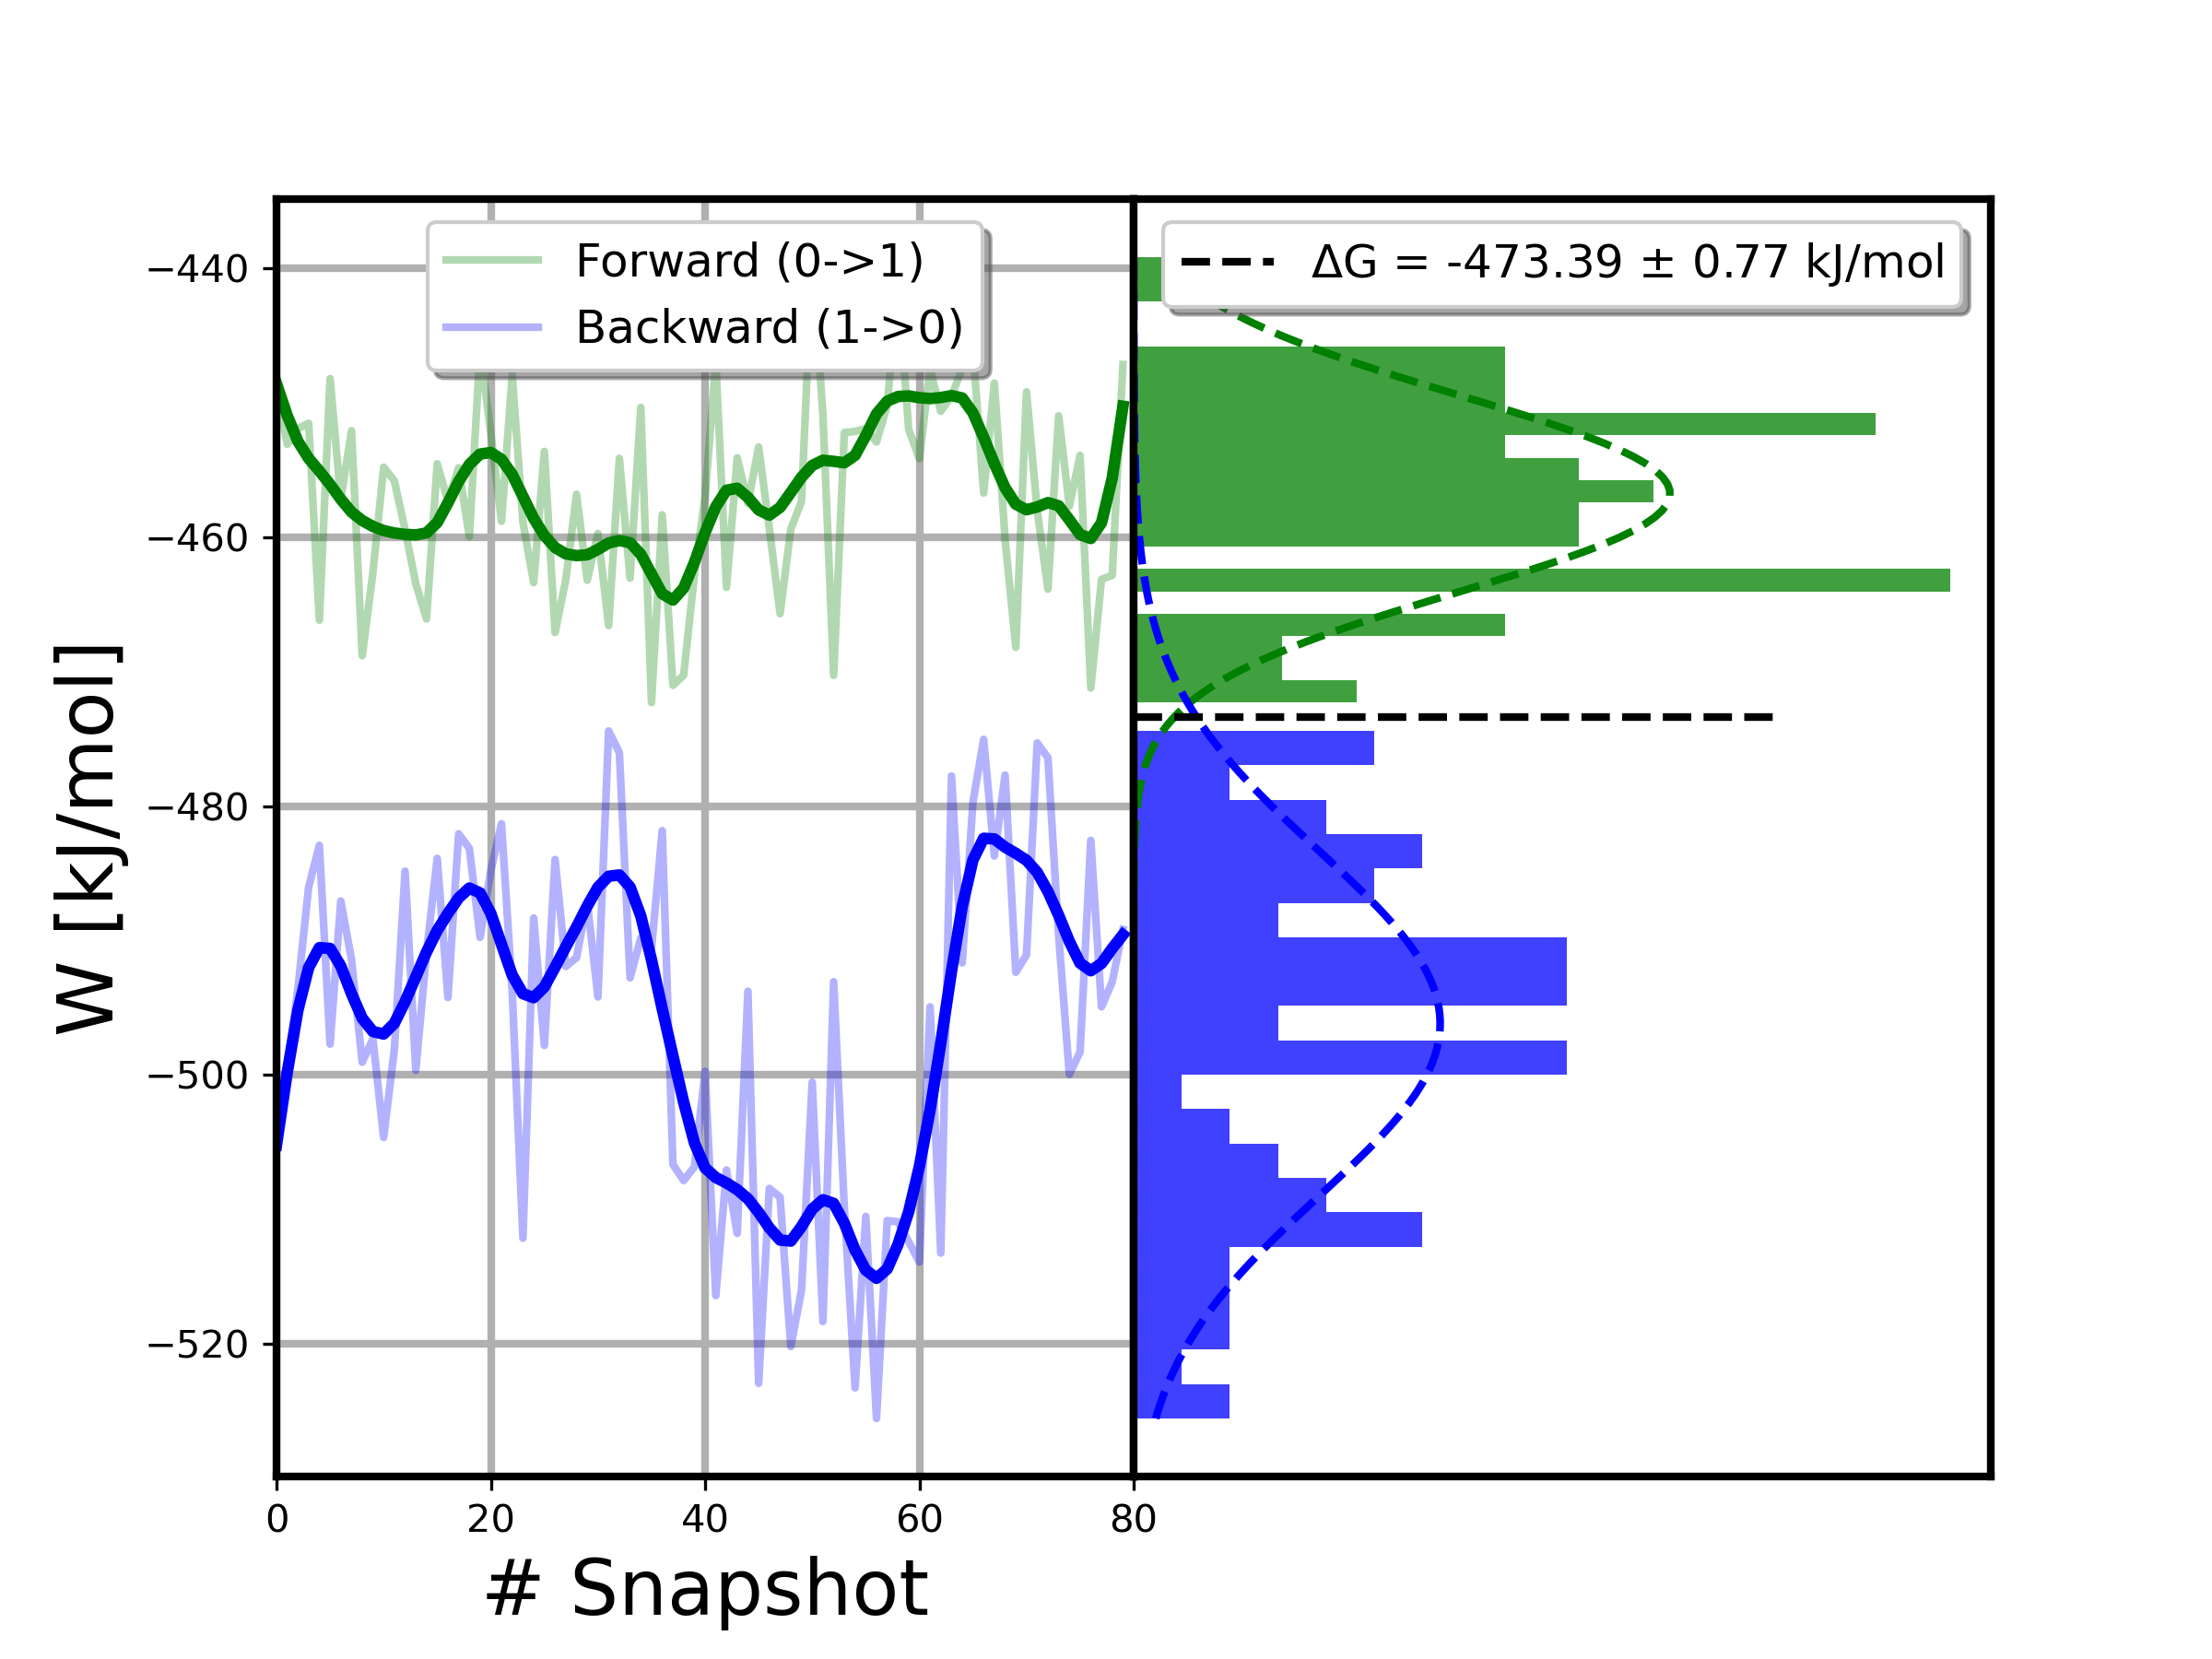 Forward (0->1)
Backward (1->0)
ΔG = -473.39 ± 0.77 kJ/mol
−440
−460
−480
−500
−520
W [kJ/mol]
0 20 40 60 80
# Snapshot